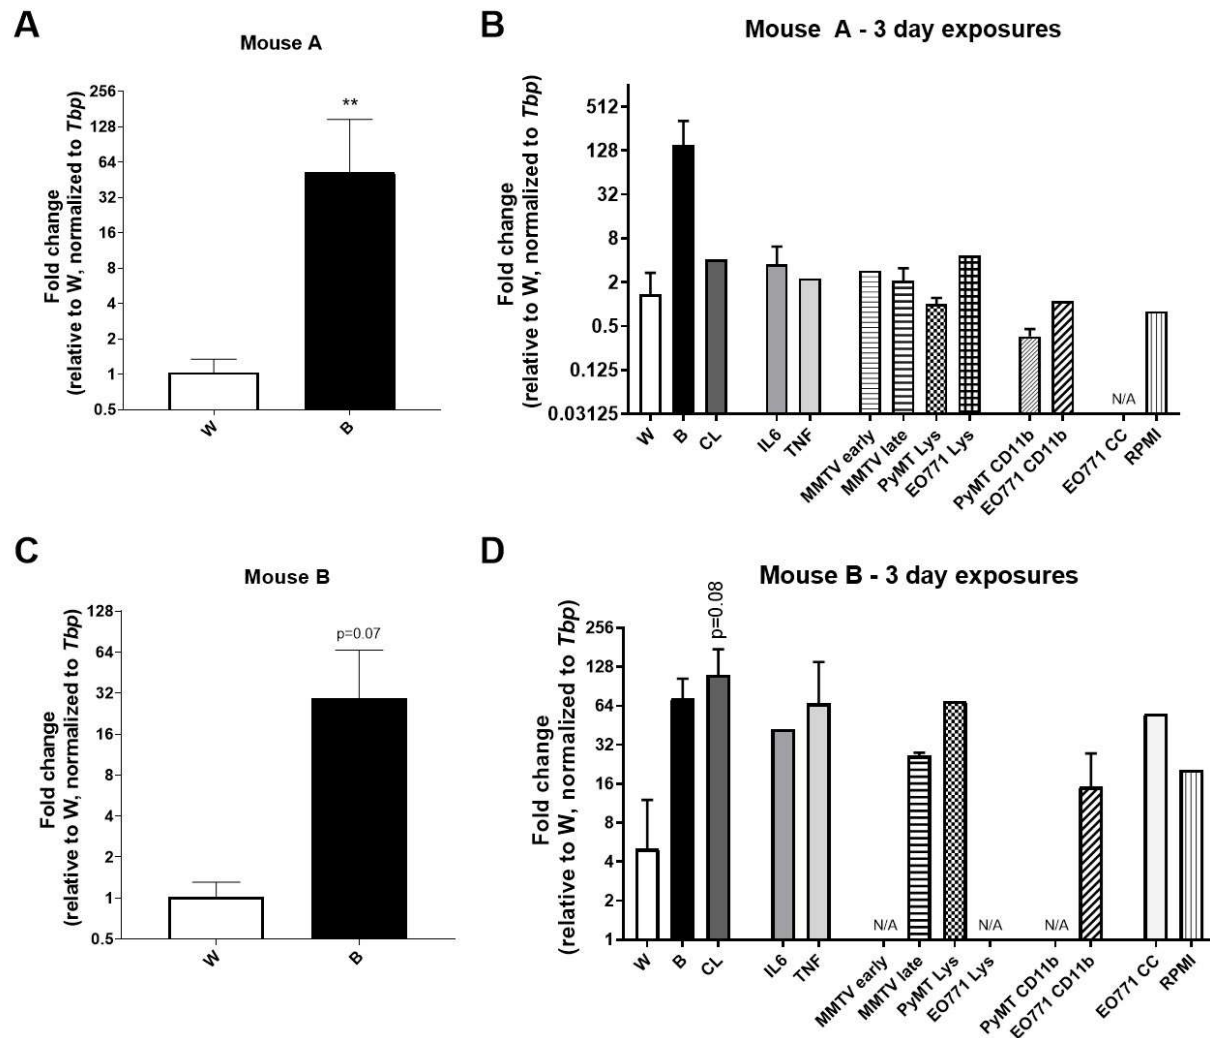 A
Mouse A
Fold change
(relative to W, normalized to Tbp)
256
128
64
32
16
8
4
2
1
0.5
**
W
B
B
Mouse A - 3 day exposures
Fold change
(relative to W, normalized to Tbp)
512
128
32
8
2
0.5
0.125
0.03125
N/A
W
B
CL
IL6
TNF
MMTV early
MMTV late
PyMT Lys
EO771 Lys
PyMT CD11b
EO771 CD11b
EO771 CC
RPMI
C
Mouse B
Fold change
(relative to W, normalized to Tbp)
128
64
32
16
8
4
2
1
0.5
p=0.07
W
B
D
Mouse B - 3 day exposures
Fold change
(relative to W, normalized to Tbp)
256
128
64
32
16
8
4
2
1
p=0.08
N/A
N/A
N/A
W
B
CL
IL6
TNF
MMTV early
MMTV late
PyMT Lys
EO771 Lys
PyMT CD11b
EO771 CD11b
EO771 CC
RPMI